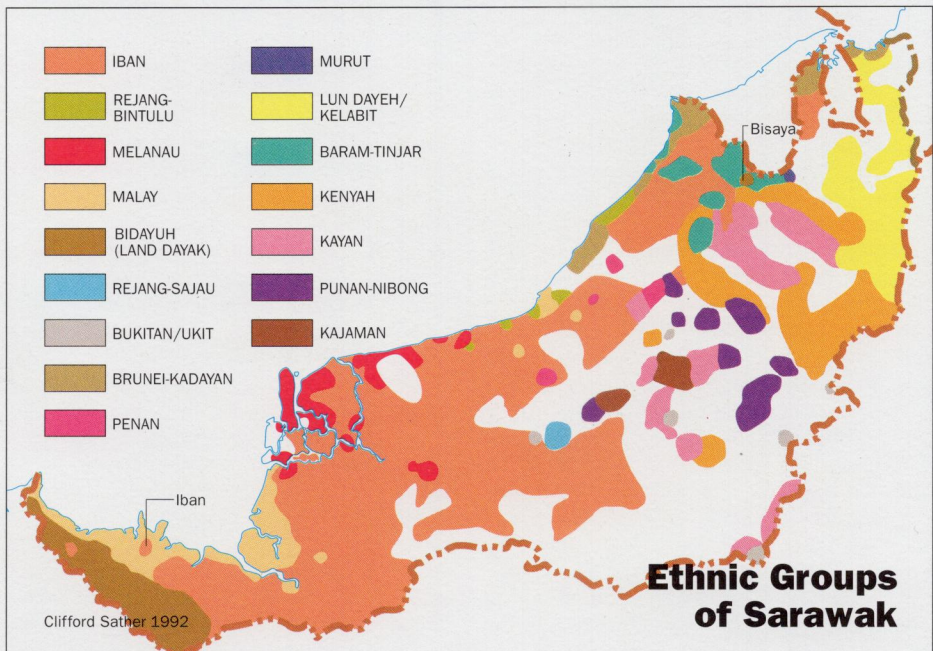 IBAN
REJANG-
BINTULU
MELANAU
MALAY
BIDAYUH
(LAND DAYAK)
REJANG-SAJAU
BUKITAN/UKIT
BRUNEI-KADAYAN
PENAN
MURUT
LUN DAYEH/
KELABIT
BARAM-TINJAR
KENYAH
KAYAN
PUNAN-NIBONG
KAJAMAN
Bisaya
Iban
Clifford Sather 1992
Ethnic Groups
of Sarawak